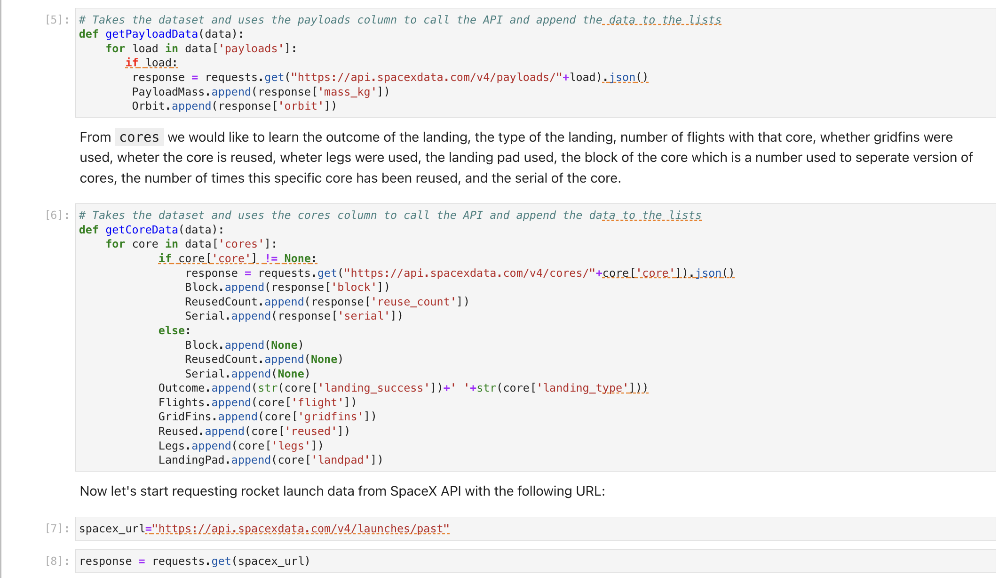 [5]: # Takes the dataset and uses the payloads column to call the API and append the data to the lists
def getPayloadData(data):
    for load in data['payloads']:
       if load:
        response = requests.get("https://api.spacexdata.com/v4/payloads/"+load).json()
        PayloadMass.append(response['mass_kg'])
        Orbit.append(response['orbit'])
From cores we would like to learn the outcome of the landing, the type of the landing, number of flights with that core, whether gridfins were
used, wheter the core is reused, wheter legs were used, the landing pad used, the block of the core which is a number used to seperate version of
cores, the number of times this specific core has been reused, and the serial of the core.
[6]: # Takes the dataset and uses the cores column to call the API and append the data to the lists
def getCoreData(data):
    for core in data['cores']:
            if core['core'] != None:
                response = requests.get("https://api.spacexdata.com/v4/cores/"+core['core']).json()
                Block.append(response['block'])
                ReusedCount.append(response['reuse_count'])
                Serial.append(response['serial'])
            else:
                Block.append(None)
                ReusedCount.append(None)
                Serial.append(None)
            Outcome.append(str(core['landing_success'])+' '+str(core['landing_type']))
            Flights.append(core['flight'])
            GridFins.append(core['gridfins'])
            Reused.append(core['reused'])
            Legs.append(core['legs'])
            LandingPad.append(core['landpad'])
Now let's start requesting rocket launch data from SpaceX API with the following URL:
[7]: spacex_url="https://api.spacexdata.com/v4/launches/past"
[8]: response = requests.get(spacex_url)